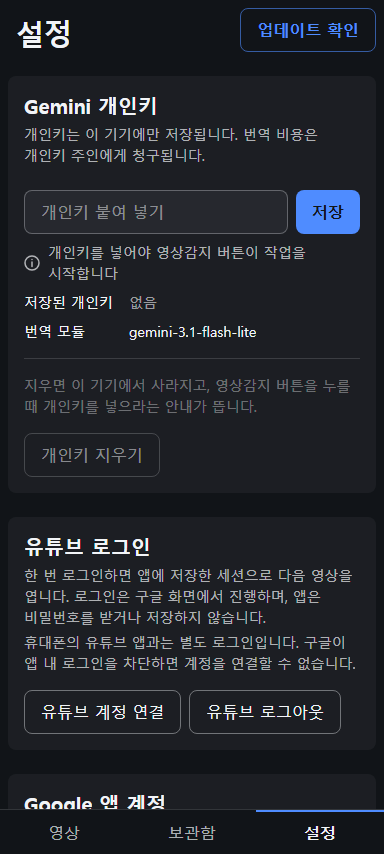 설정
업데이트 확인
Gemini 개인키
개인키는 이 기기에만 저장됩니다. 번역 비용은
개인키 주인에게 청구됩니다.
개인키 붙여 넣기
저장
개인키를 넣어야 영상감지 버튼이 작업을
시작합니다
저장된 개인키 없음
번역 모듈 gemini-3.1-flash-lite
지우면 이 기기에서 사라지고, 영상감지 버튼을 누를
때 개인키를 넣으라는 안내가 뜹니다.
개인키 지우기
유튜브 로그인
한 번 로그인하면 앱에 저장한 세션으로 다음 영상을
엽니다. 로그인은 구글 화면에서 진행하며, 앱은
비밀번호를 받거나 저장하지 않습니다.
휴대폰의 유튜브 앱과는 별도 로그인입니다. 구글이
앱 내 로그인을 차단하면 계정을 연결할 수 없습니다.
유튜브 계정 연결
유튜브 로그아웃
Google 앱 계정
영상
보관함
설정